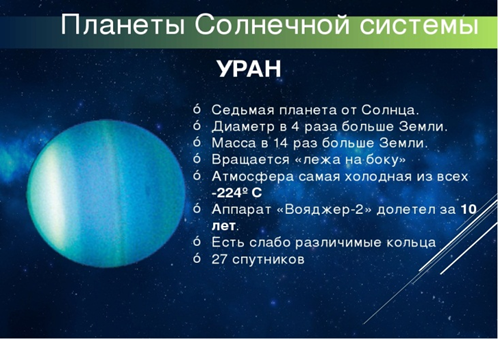 Планеты Солнечной системы
УРАН
ó Седьмая планета от Солнца.
ó Диаметр в 4 раза больше Земли.
ó Масса в 14 раз больше Земли.
ó Вращается «лежа на боку»
ó Атмосфера самая холодная из всех
-224º С
ó Аппарат «Вояджер-2» долетел за 10
лет.
ó Есть слабо различимые кольца
ó 27 спутников